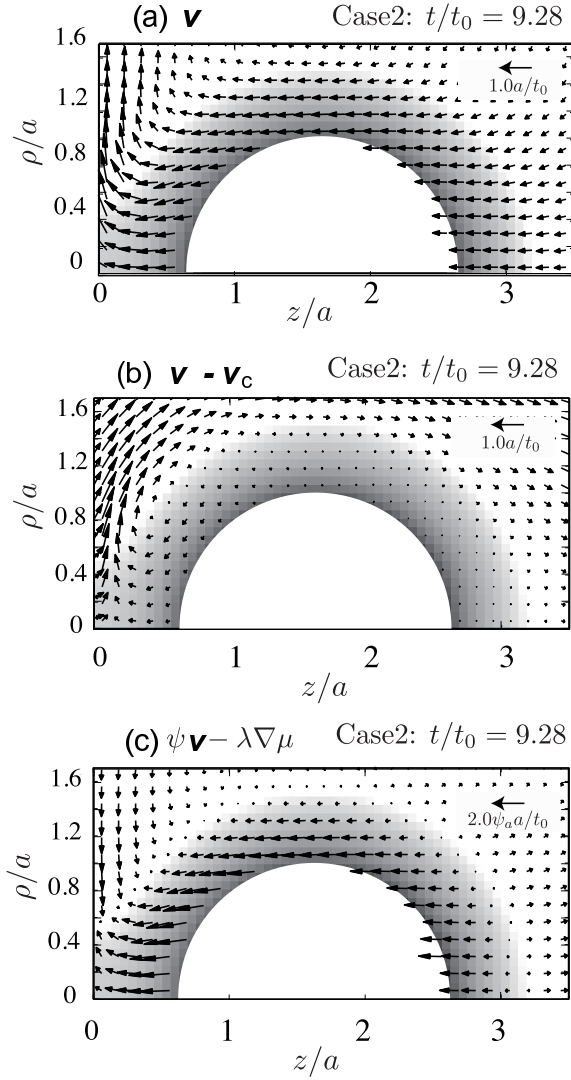 (a) v Case2: t/t₀ = 9.28
1.6
1.2
0.8
0.4
0
ρ/a
1.0a/t₀
0 1 2 3
z/a
(b) v - v_c Case2: t/t₀ = 9.28
1.6
1.2
0.8
0.4
0
ρ/a
1.0a/t₀
0 1 2 3
z/a
(c) ψv − λ∇μ Case2: t/t₀ = 9.28
1.6
1.2
0.8
0.4
0
ρ/a
2.0ψₐa/t₀
0 1 2 3
z/a